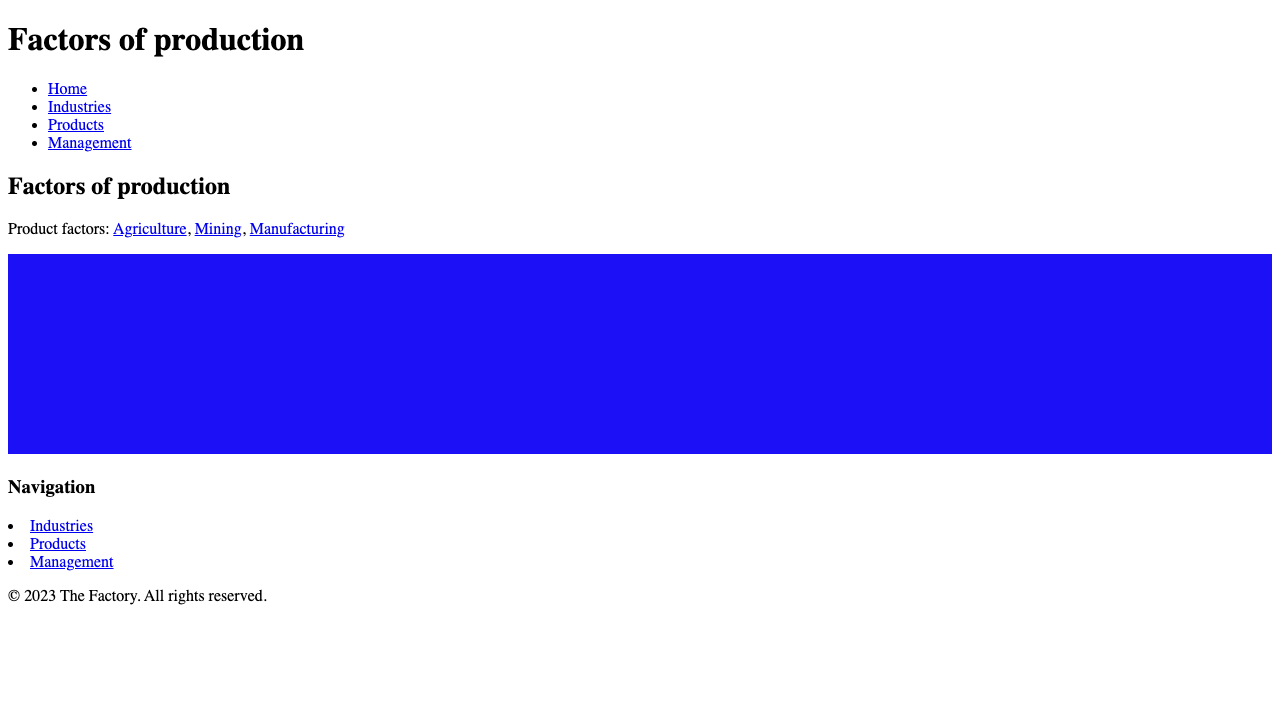 Factors of production
Home
Industries
Products
Management
Factors of production
Product factors: Agriculture, Mining, Manufacturing
Navigation
Industries
Products
Management
© 2023 The Factory. All rights reserved.